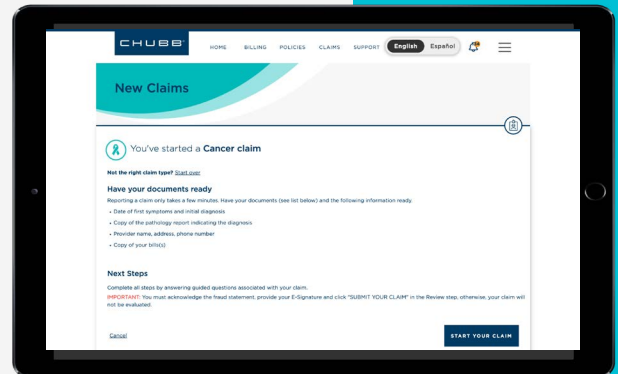 CHUBB®
HOME BILLING POLICIES CLAIMS SUPPORT English Español
New Claims
You've started a Cancer claim
Not the right claim type? Start over
Have your documents ready
Reporting a claim only takes a few minutes. Have your documents (see list below) and the following information ready.
• Date of first symptoms and initial diagnosis
• Copy of the pathology report indicating the diagnosis
• Provider name, address, phone number
• Copy of your bills(s)
Next Steps
Complete all steps by answering guided questions associated with your claim.
IMPORTANT: You must acknowledge the fraud statement, provide your E-Signature and click "SUBMIT YOUR CLAIM" in the Review step, otherwise, your claim will
not be evaluated.
Cancel START YOUR CLAIM